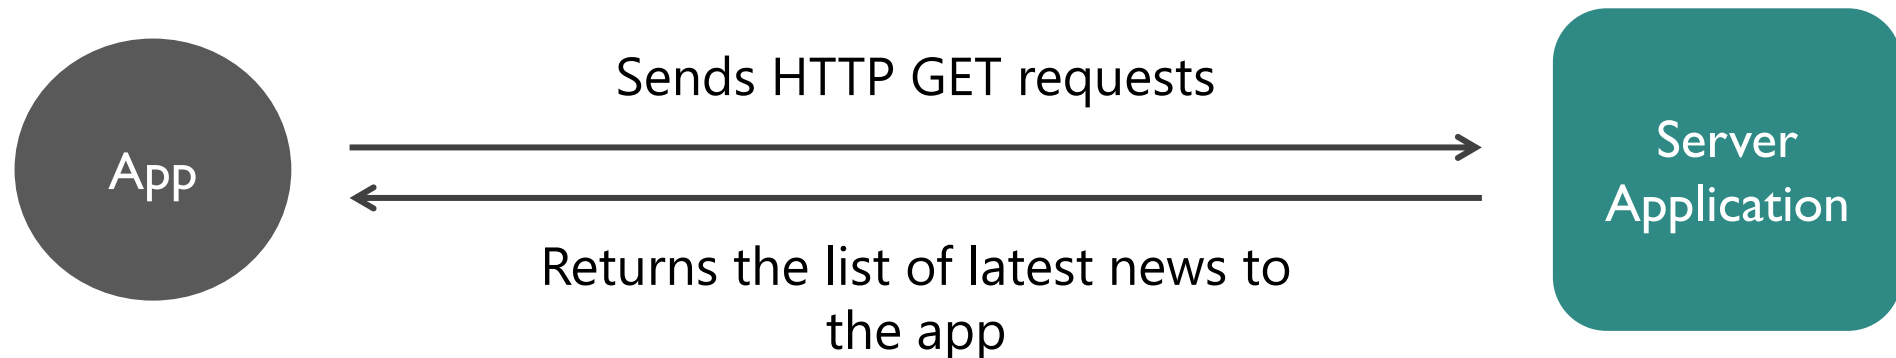 Sends HTTP GET requests
App
Server
Application
Returns the list of latest news to
the app